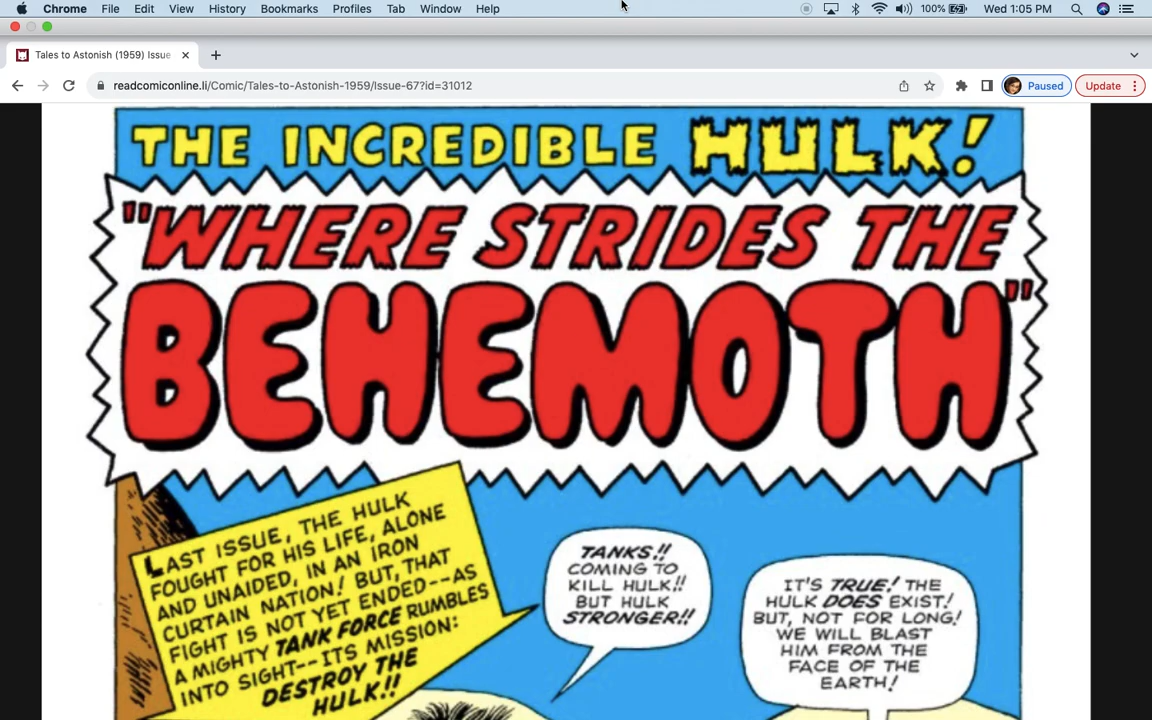 Chrome File Edit View History Bookmarks Profiles Tab Window Help 100% Wed 1:05 PM
Tales to Astonish (1959) Issue
readcomiconline.li/Comic/Tales-to-Astonish-1959/Issue-67?id=31012 Paused Update
THE INCREDIBLE HULK!
"WHERE STRIDES THE
BEHEMOTH"
LAST ISSUE, THE HULK
FOUGHT FOR HIS LIFE, ALONE
AND UNAIDED, IN AN IRON
CURTAIN NATION! BUT, THAT
FIGHT IS NOT YET ENDED--AS
A MIGHTY TANK FORCE RUMBLES
INTO SIGHT--ITS MISSION:
DESTROY THE
HULK!!
TANKS!!
COMING TO
KILL HULK!!
BUT HULK
STRONGER!!
IT'S TRUE! THE
HULK DOES EXIST!
BUT, NOT FOR LONG!
WE WILL BLAST
HIM FROM THE
FACE OF THE
EARTH!